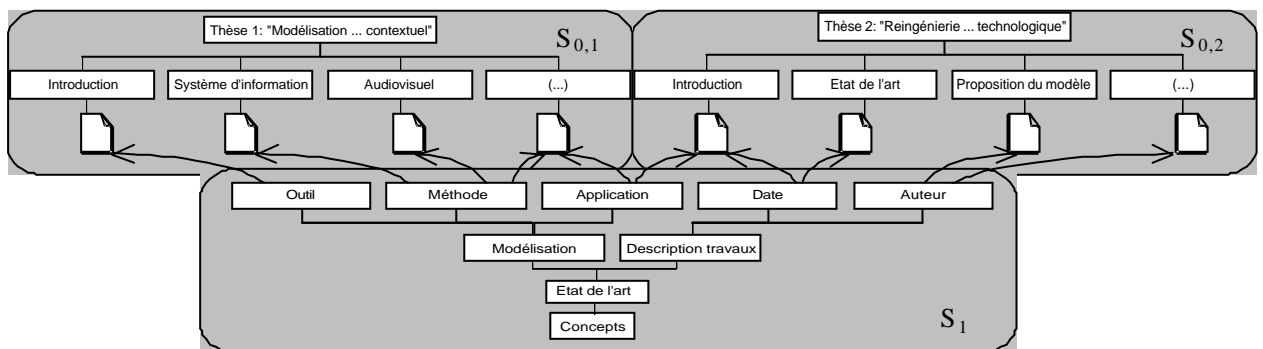 Thèse 1: "Modélisation ... contextuel"
S0,1
Thèse 2: "Reingénierie ... technologique"
S0,2
Introduction
Système d'information
Audiovisuel
(...)
Introduction
Etat de l'art
Proposition du modèle
(...)
Outil
Méthode
Application
Date
Auteur
Modélisation
Description travaux
Etat de l'art
Concepts
S1